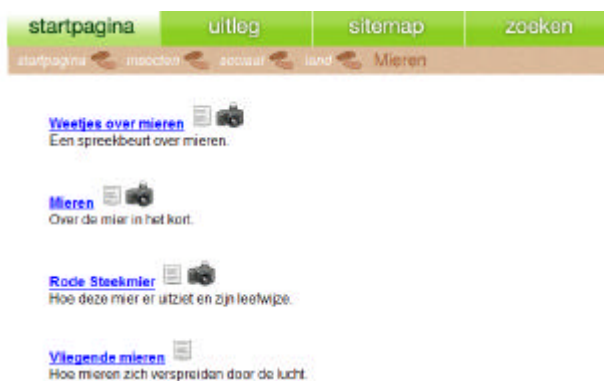 startpagina uitleg sitemap zoeken
startpagina insecten sociaal land Mieren
Weetjes over mieren
Een spreekbeurt over mieren.
Mieren
Over de mier in het kort.
Rode Steekmier
Hoe deze mier er uitziet en zijn leefwijze.
Vliegende mieren
Hoe mieren zich verspreiden door de lucht.